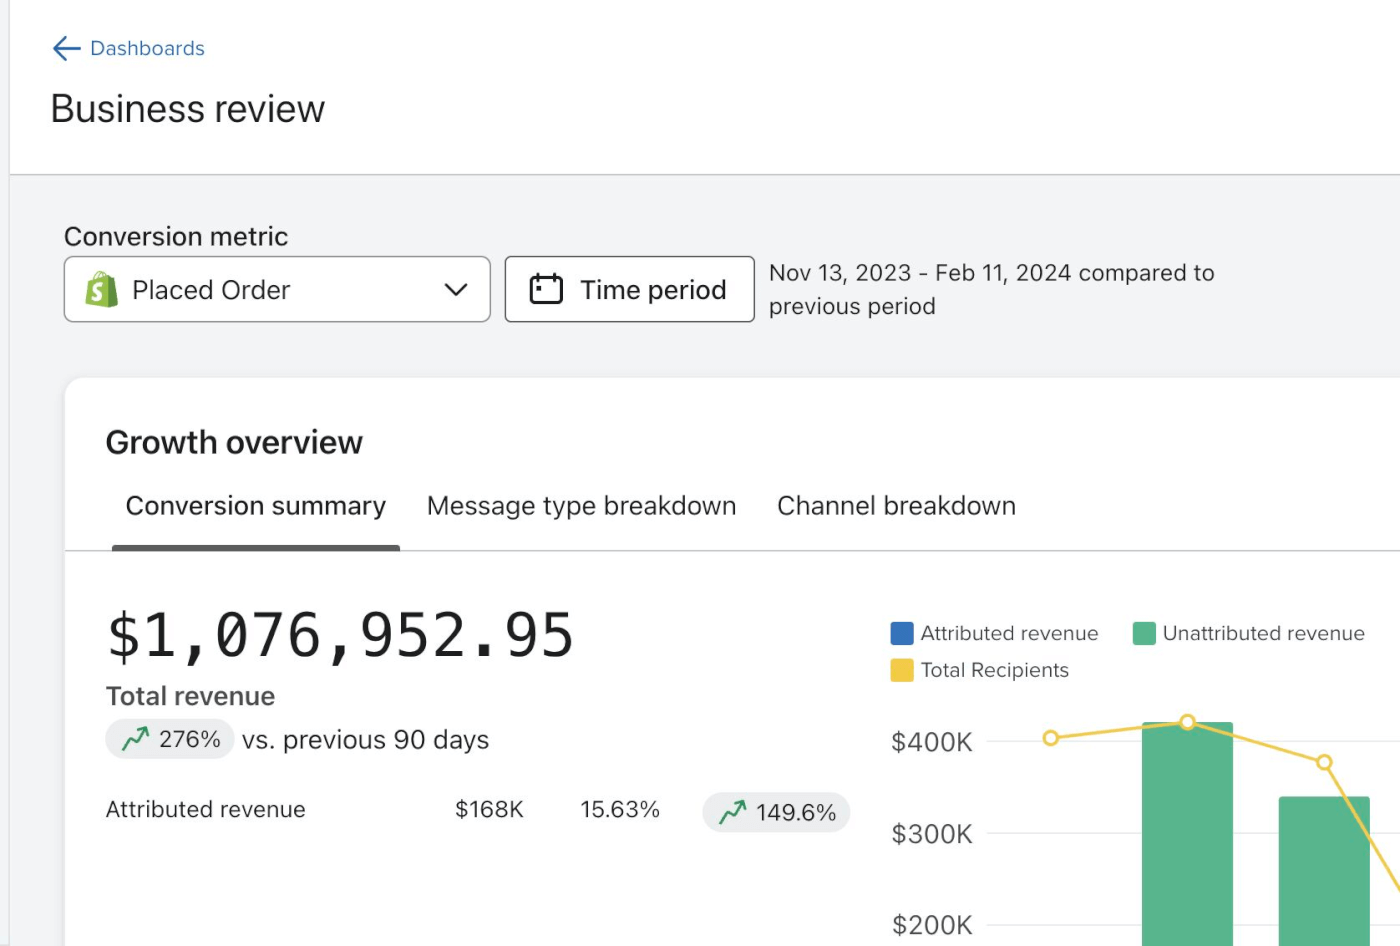 Dashboards
Business review
Conversion metric
Placed Order
Time period
Nov 13, 2023 - Feb 11, 2024 compared to
previous period
Growth overview
Conversion summary
Message type breakdown
Channel breakdown
$1,076,952.95
Total revenue
276% vs. previous 90 days
Attributed revenue $168K 15.63% 149.6%
Attributed revenue Unattributed revenue
Total Recipients
$400K
$300K
$200K